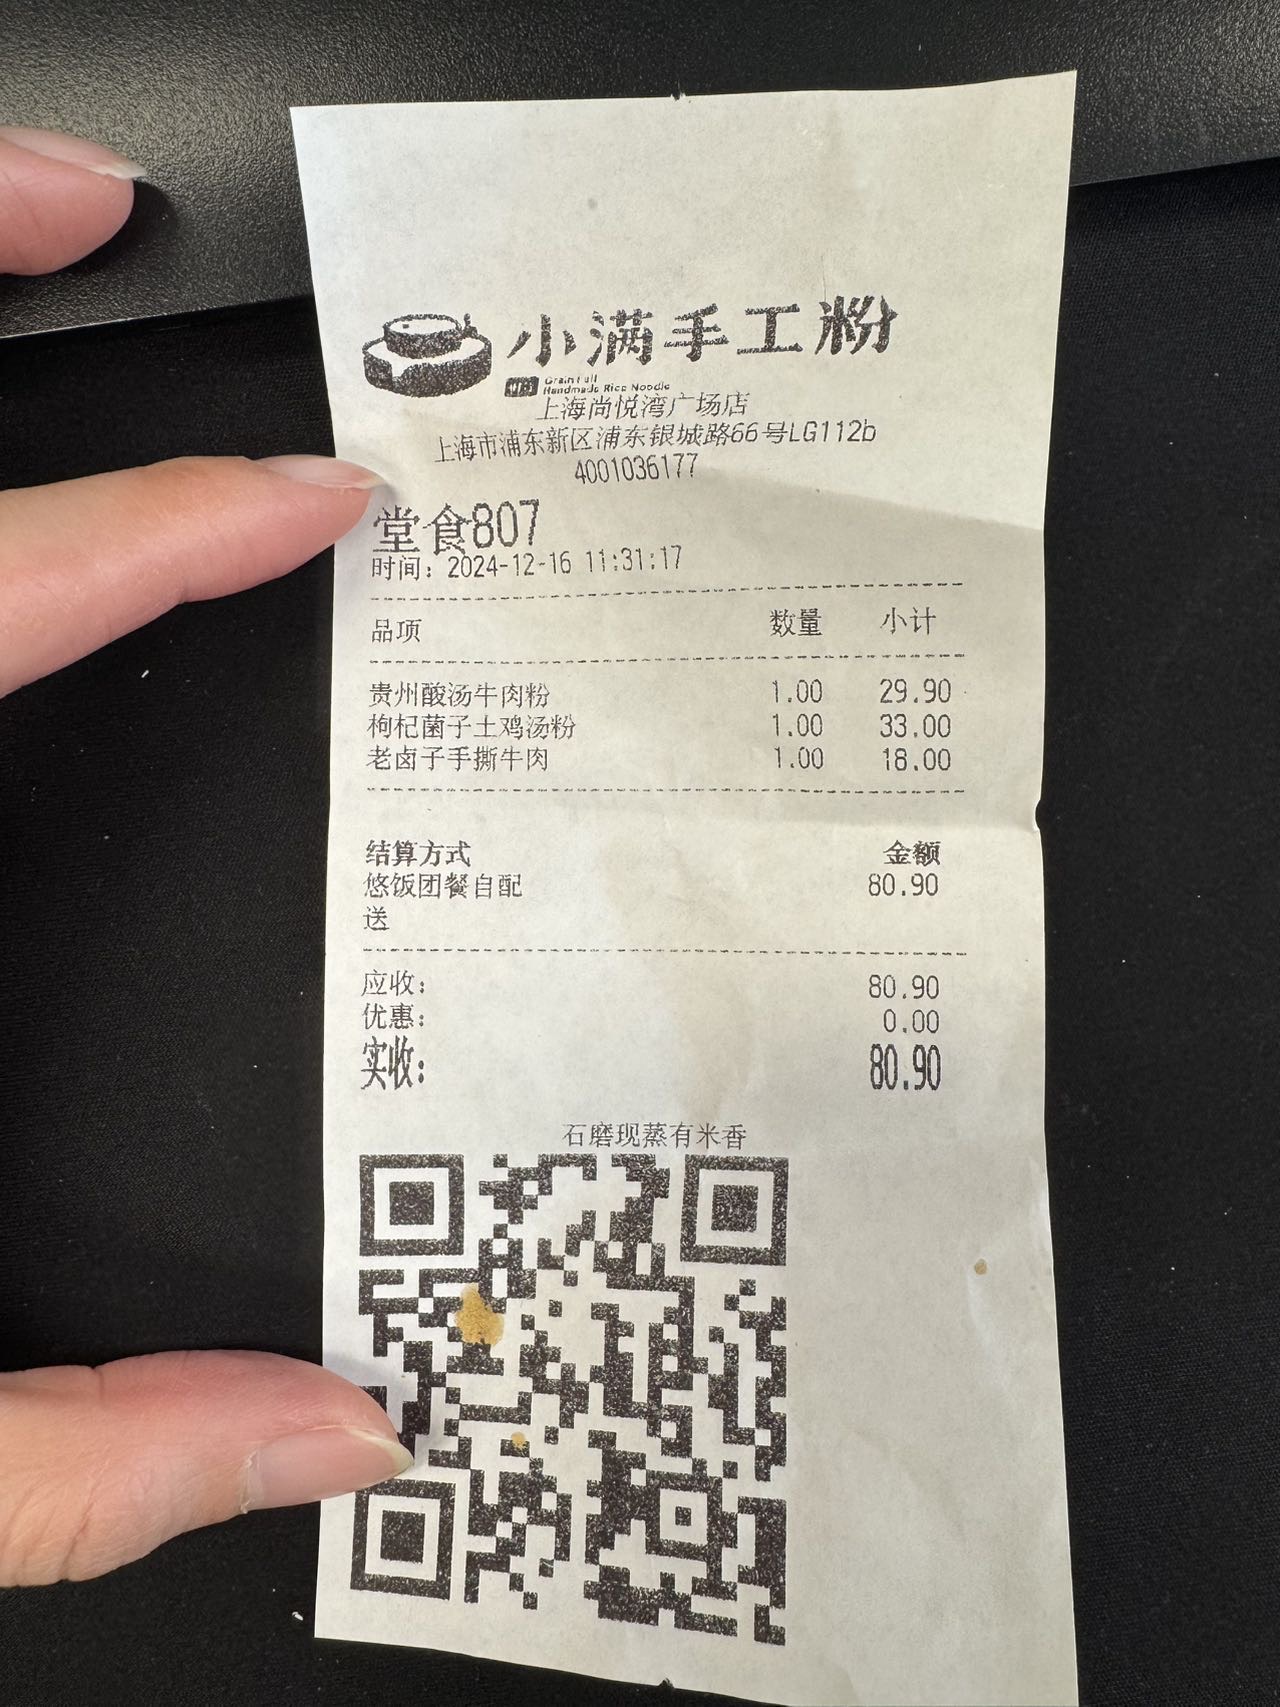 小满手工粉
Grain Full
Handmade Rice Noodle
上海尚悦湾广场店
上海市浦东新区浦东银城路66号LG112b
4001036177
堂食807
时间：2024-12-16 11:31:17
品项 数量 小计
贵州酸汤牛肉粉 1.00 29.90
枸杞菌子土鸡汤粉 1.00 33.00
老卤子手撕牛肉 1.00 18.00
结算方式 金额
悠饭团餐自配 80.90
送
应收： 80.90
优惠： 0.00
实收： 80.90
石磨现蒸有米香